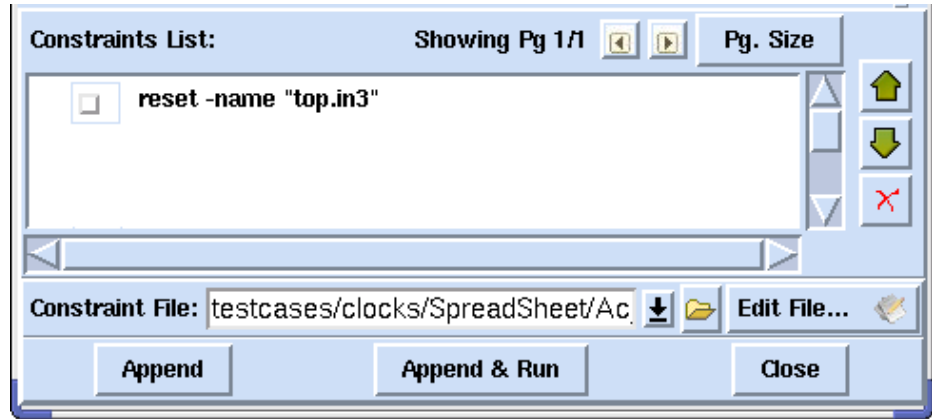 Constraints List: Showing Pg 1/1 Pg. Size
reset -name "top.in3"
Constraint File: testcases/clocks/SpreadSheet/Ac Edit File...
Append Append & Run Close